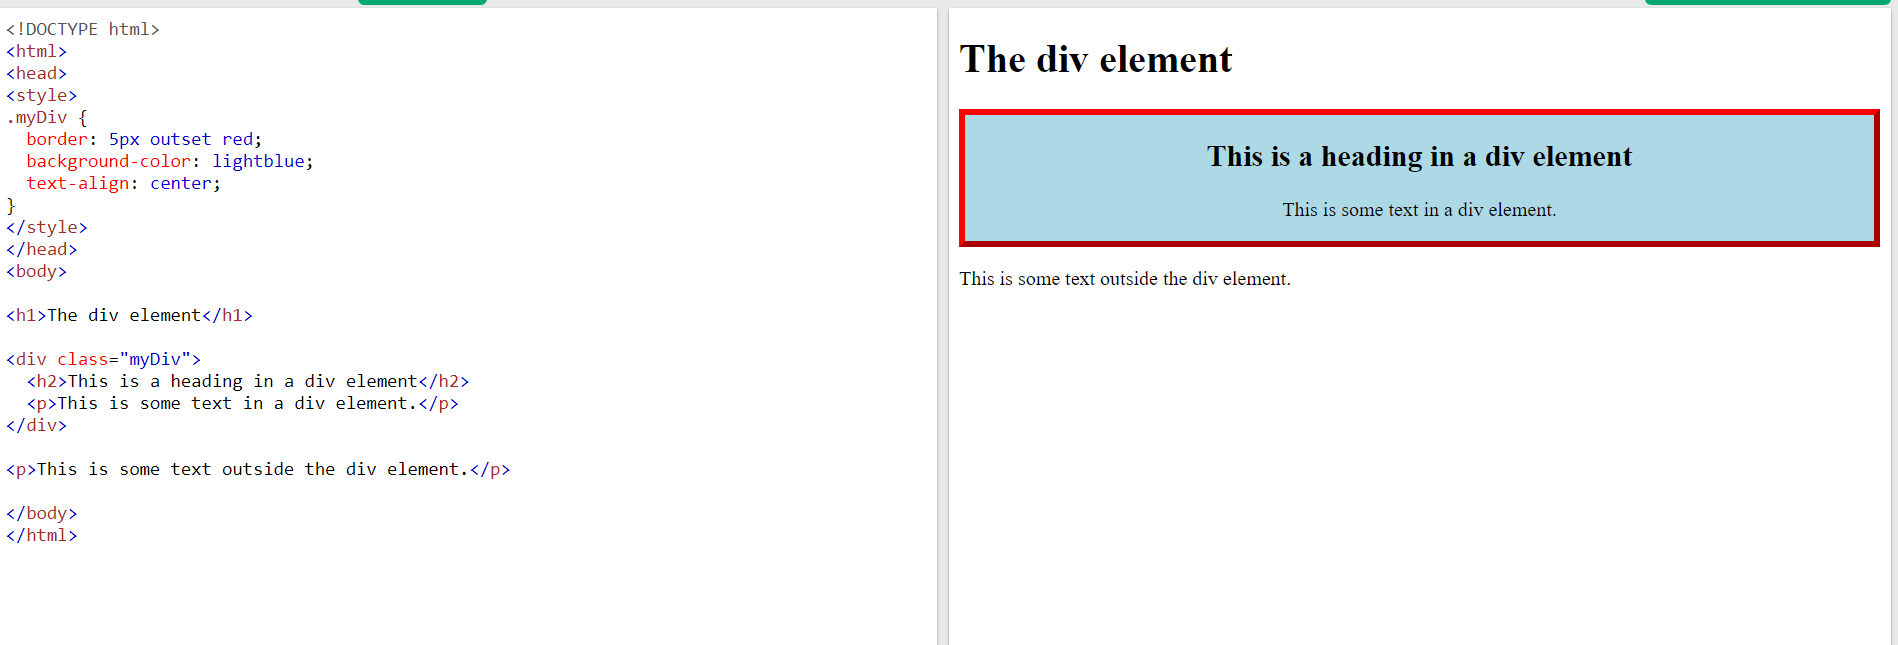 <!DOCTYPE html>
<html>
<head>
<style>
.myDiv {
  border: 5px outset red;
  background-color: lightblue;
  text-align: center;
}
</style>
</head>
<body>

<h1>The div element</h1>

<div class="myDiv">
  <h2>This is a heading in a div element</h2>
  <p>This is some text in a div element.</p>
</div>

<p>This is some text outside the div element.</p>

</body>
</html>
The div element
This is a heading in a div element
This is some text in a div element.
This is some text outside the div element.